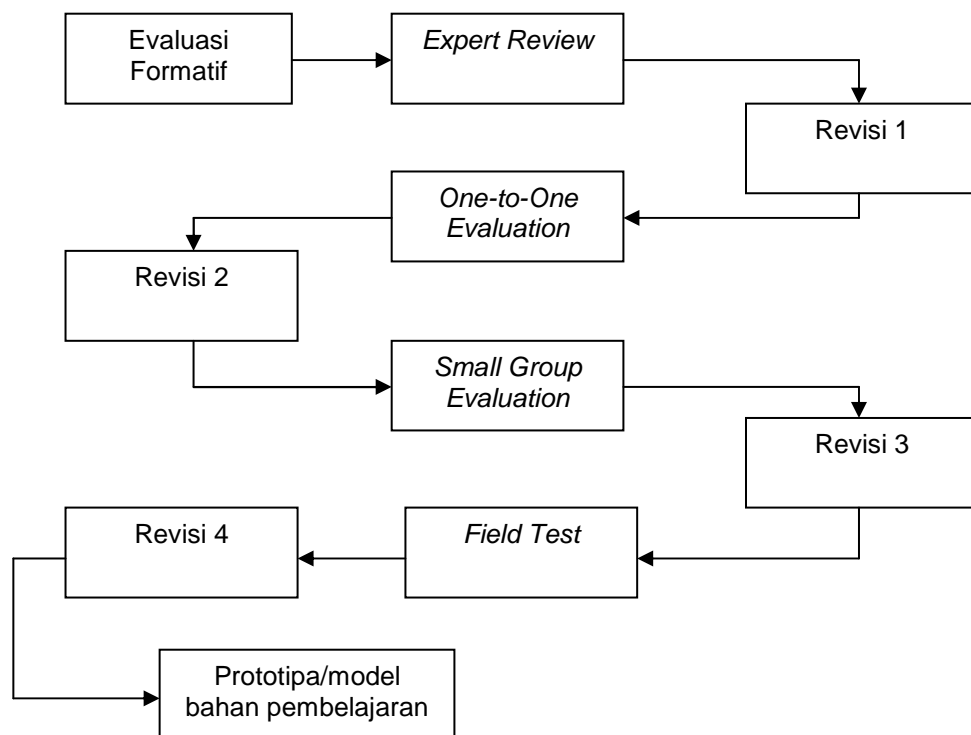 Evaluasi
Formatif
Expert Review
Revisi 1
One-to-One
Evaluation
Revisi 2
Small Group
Evaluation
Revisi 3
Revisi 4
Field Test
Prototipa/model
bahan pembelajaran